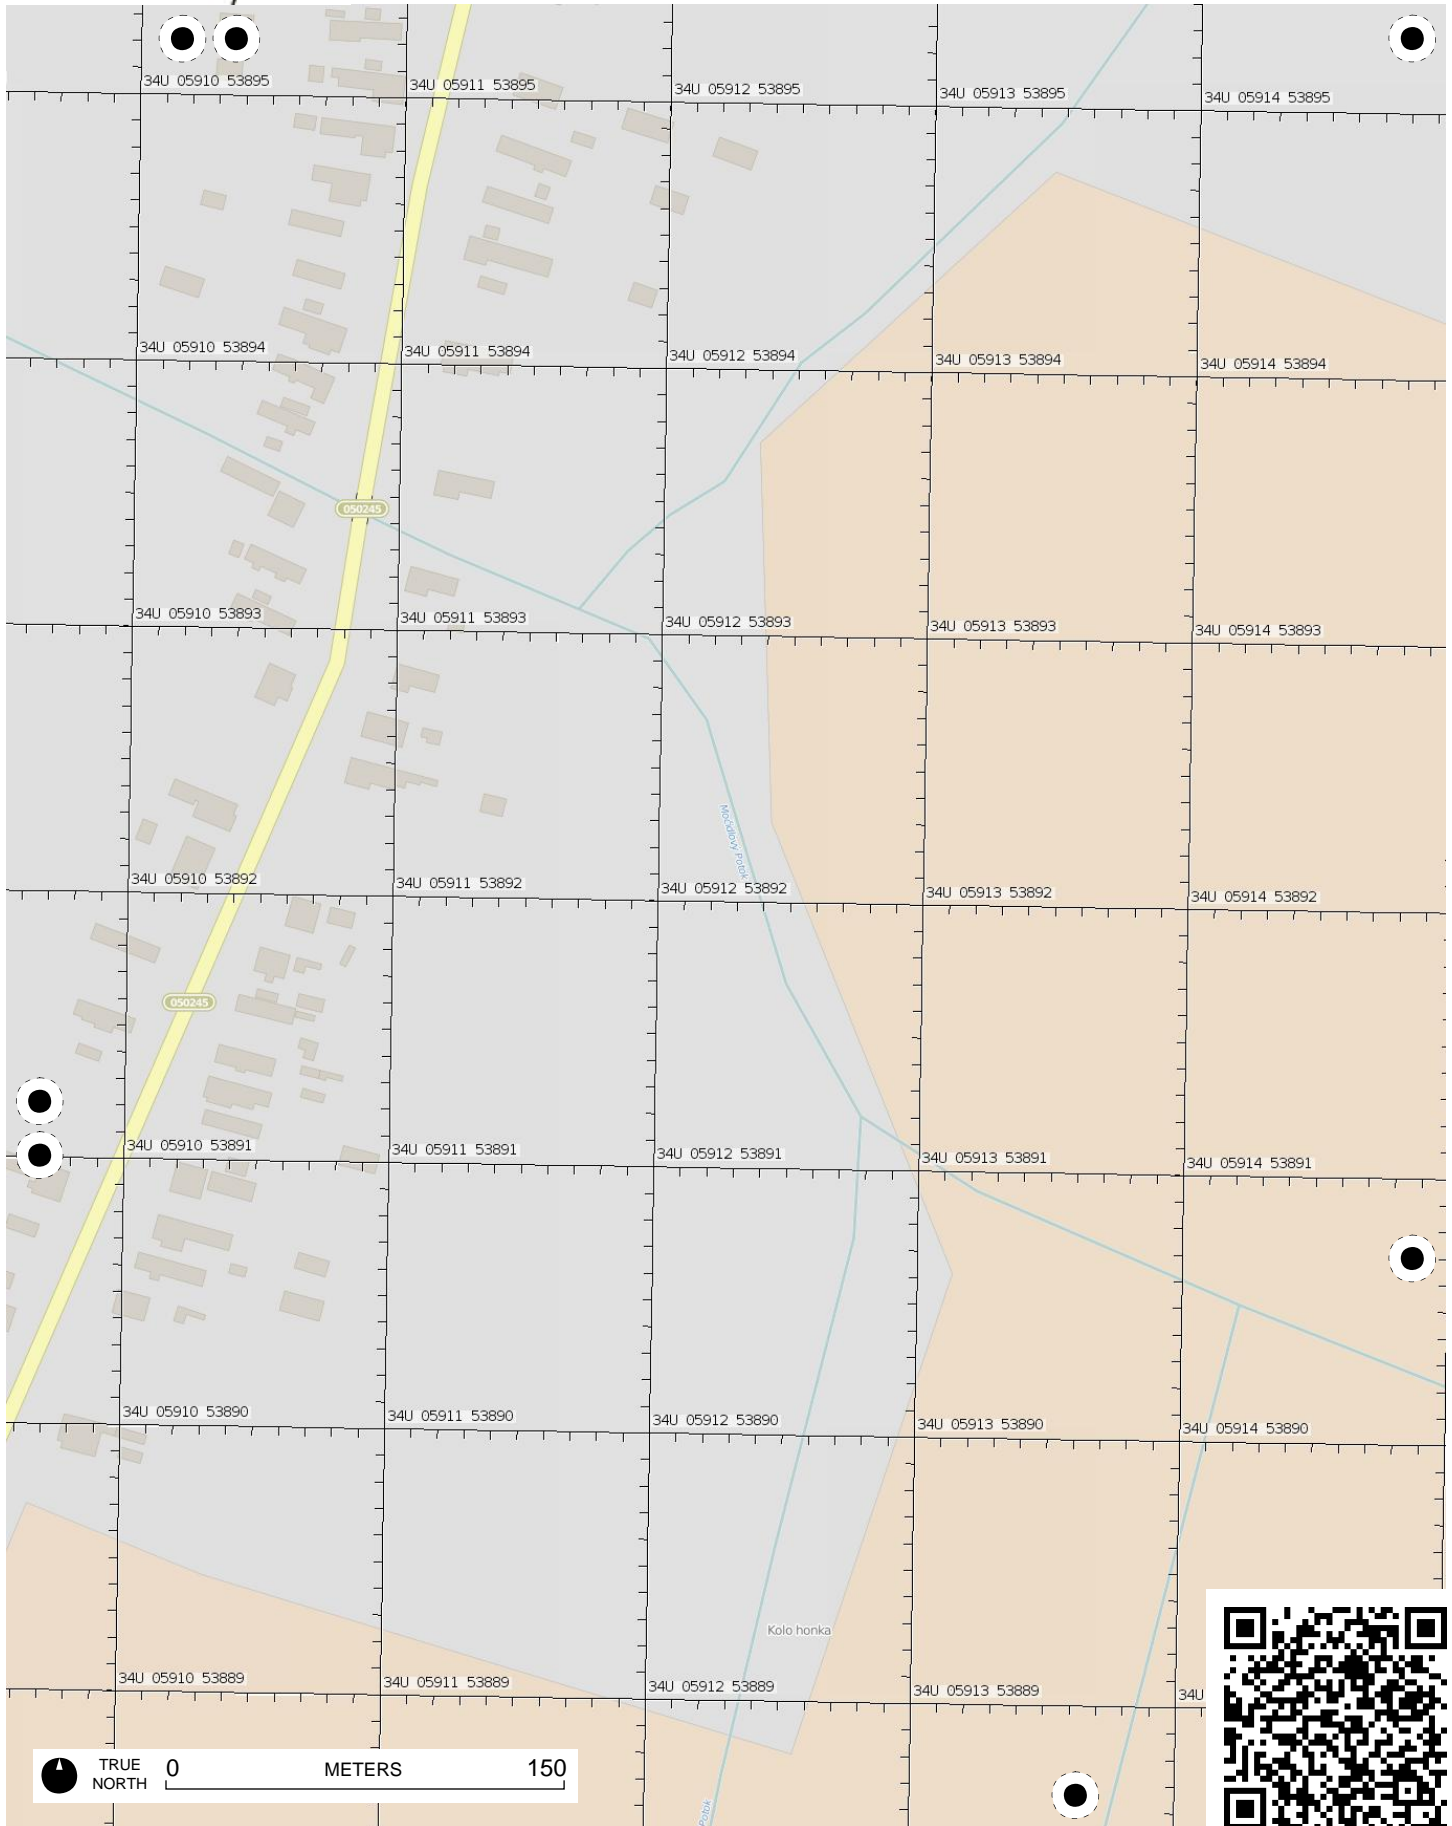 34U 05910 53895
34U 05911 53895
34U 05912 53895
34U 05913 53895
34U 05914 53895
34U 05910 53894
34U 05911 53894
34U 05912 53894
34U 05913 53894
34U 05914 53894
050245
34U 05910 53893
34U 05911 53893
34U 05912 53893
34U 05913 53893
34U 05914 53893
Močidlovy Potok
34U 05910 53892
34U 05911 53892
34U 05912 53892
34U 05913 53892
34U 05914 53892
050245
34U 05910 53891
34U 05911 53891
34U 05912 53891
34U 05913 53891
34U 05914 53891
34U 05910 53890
34U 05911 53890
34U 05912 53890
34U 05913 53890
34U 05914 53890
Kolo honka
34U 05910 53889
34U 05911 53889
34U 05912 53889
34U 05913 53889
34U
TRUE
NORTH
0 METERS 150
Potok